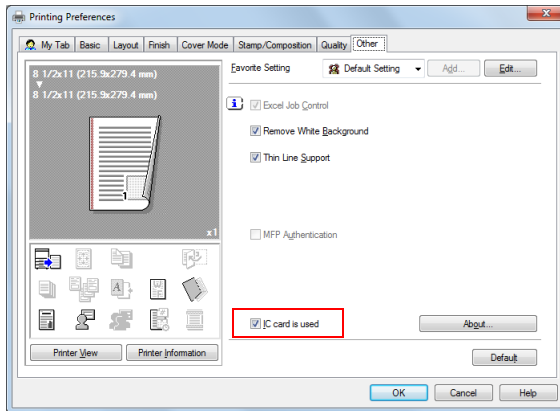 Printing Preferences
My Tab Basic Layout Finish Cover Mode Stamp/Composition Quality Other
8 1/2x11 (215.9x279.4 mm)
8 1/2x11 (215.9x279.4 mm)
1
x1
Favorite Setting Default Setting Add... Edit...
Excel Job Control
Remove White Background
Thin Line Support
MFP Authentication
IC card is used About...
Printer View Printer Information
Default
OK Cancel Help